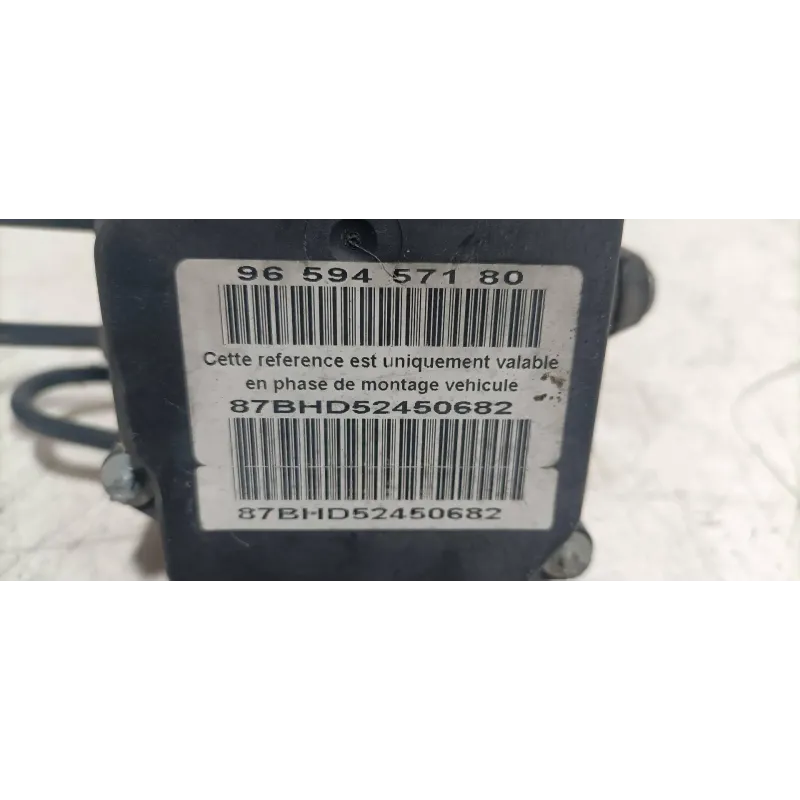 96 594 571 80
Cette reference est uniquement valable
en phase de montage vehicule
87BHD52450682
87BHD52450682